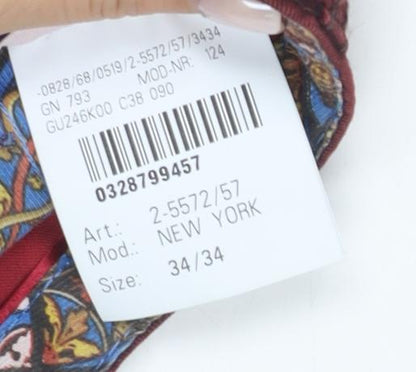 -0828/68/0519/2-5572/57/3434
GN 793 MOD-NR: 124
GU246K00 C38 090
0328799457
Art.: 2-5572/57
Mod.: NEW YORK
Size: 34/34